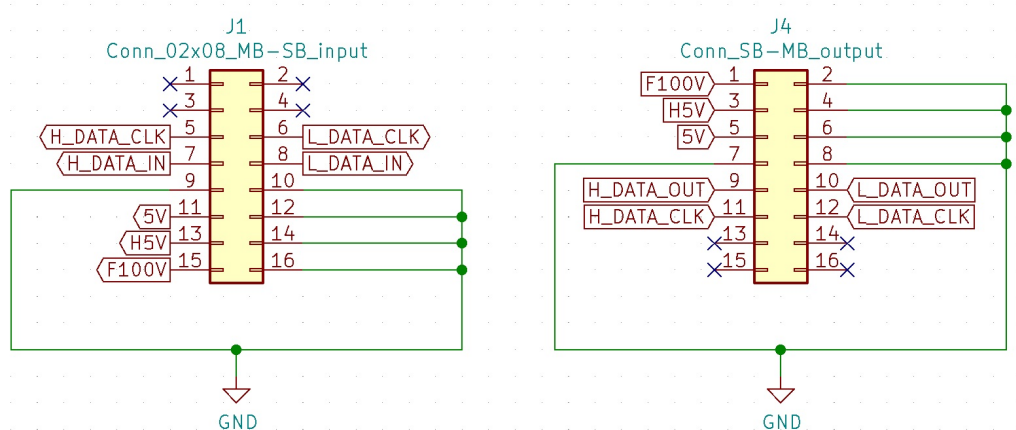 J1
Conn_02x08_MB-SB_input
1 2
3 4
H_DATA_CLK 5 6 L_DATA_CLK
H_DATA_IN 7 8 L_DATA_IN
9 10
5V 11 12
H5V 13 14
F100V 15 16
GND
J4
Conn_SB-MB_output
F100V 1 2
H5V 3 4
5V 5 6
7 8
H_DATA_OUT 9 10 L_DATA_OUT
H_DATA_CLK 11 12 L_DATA_CLK
13 14
15 16
GND